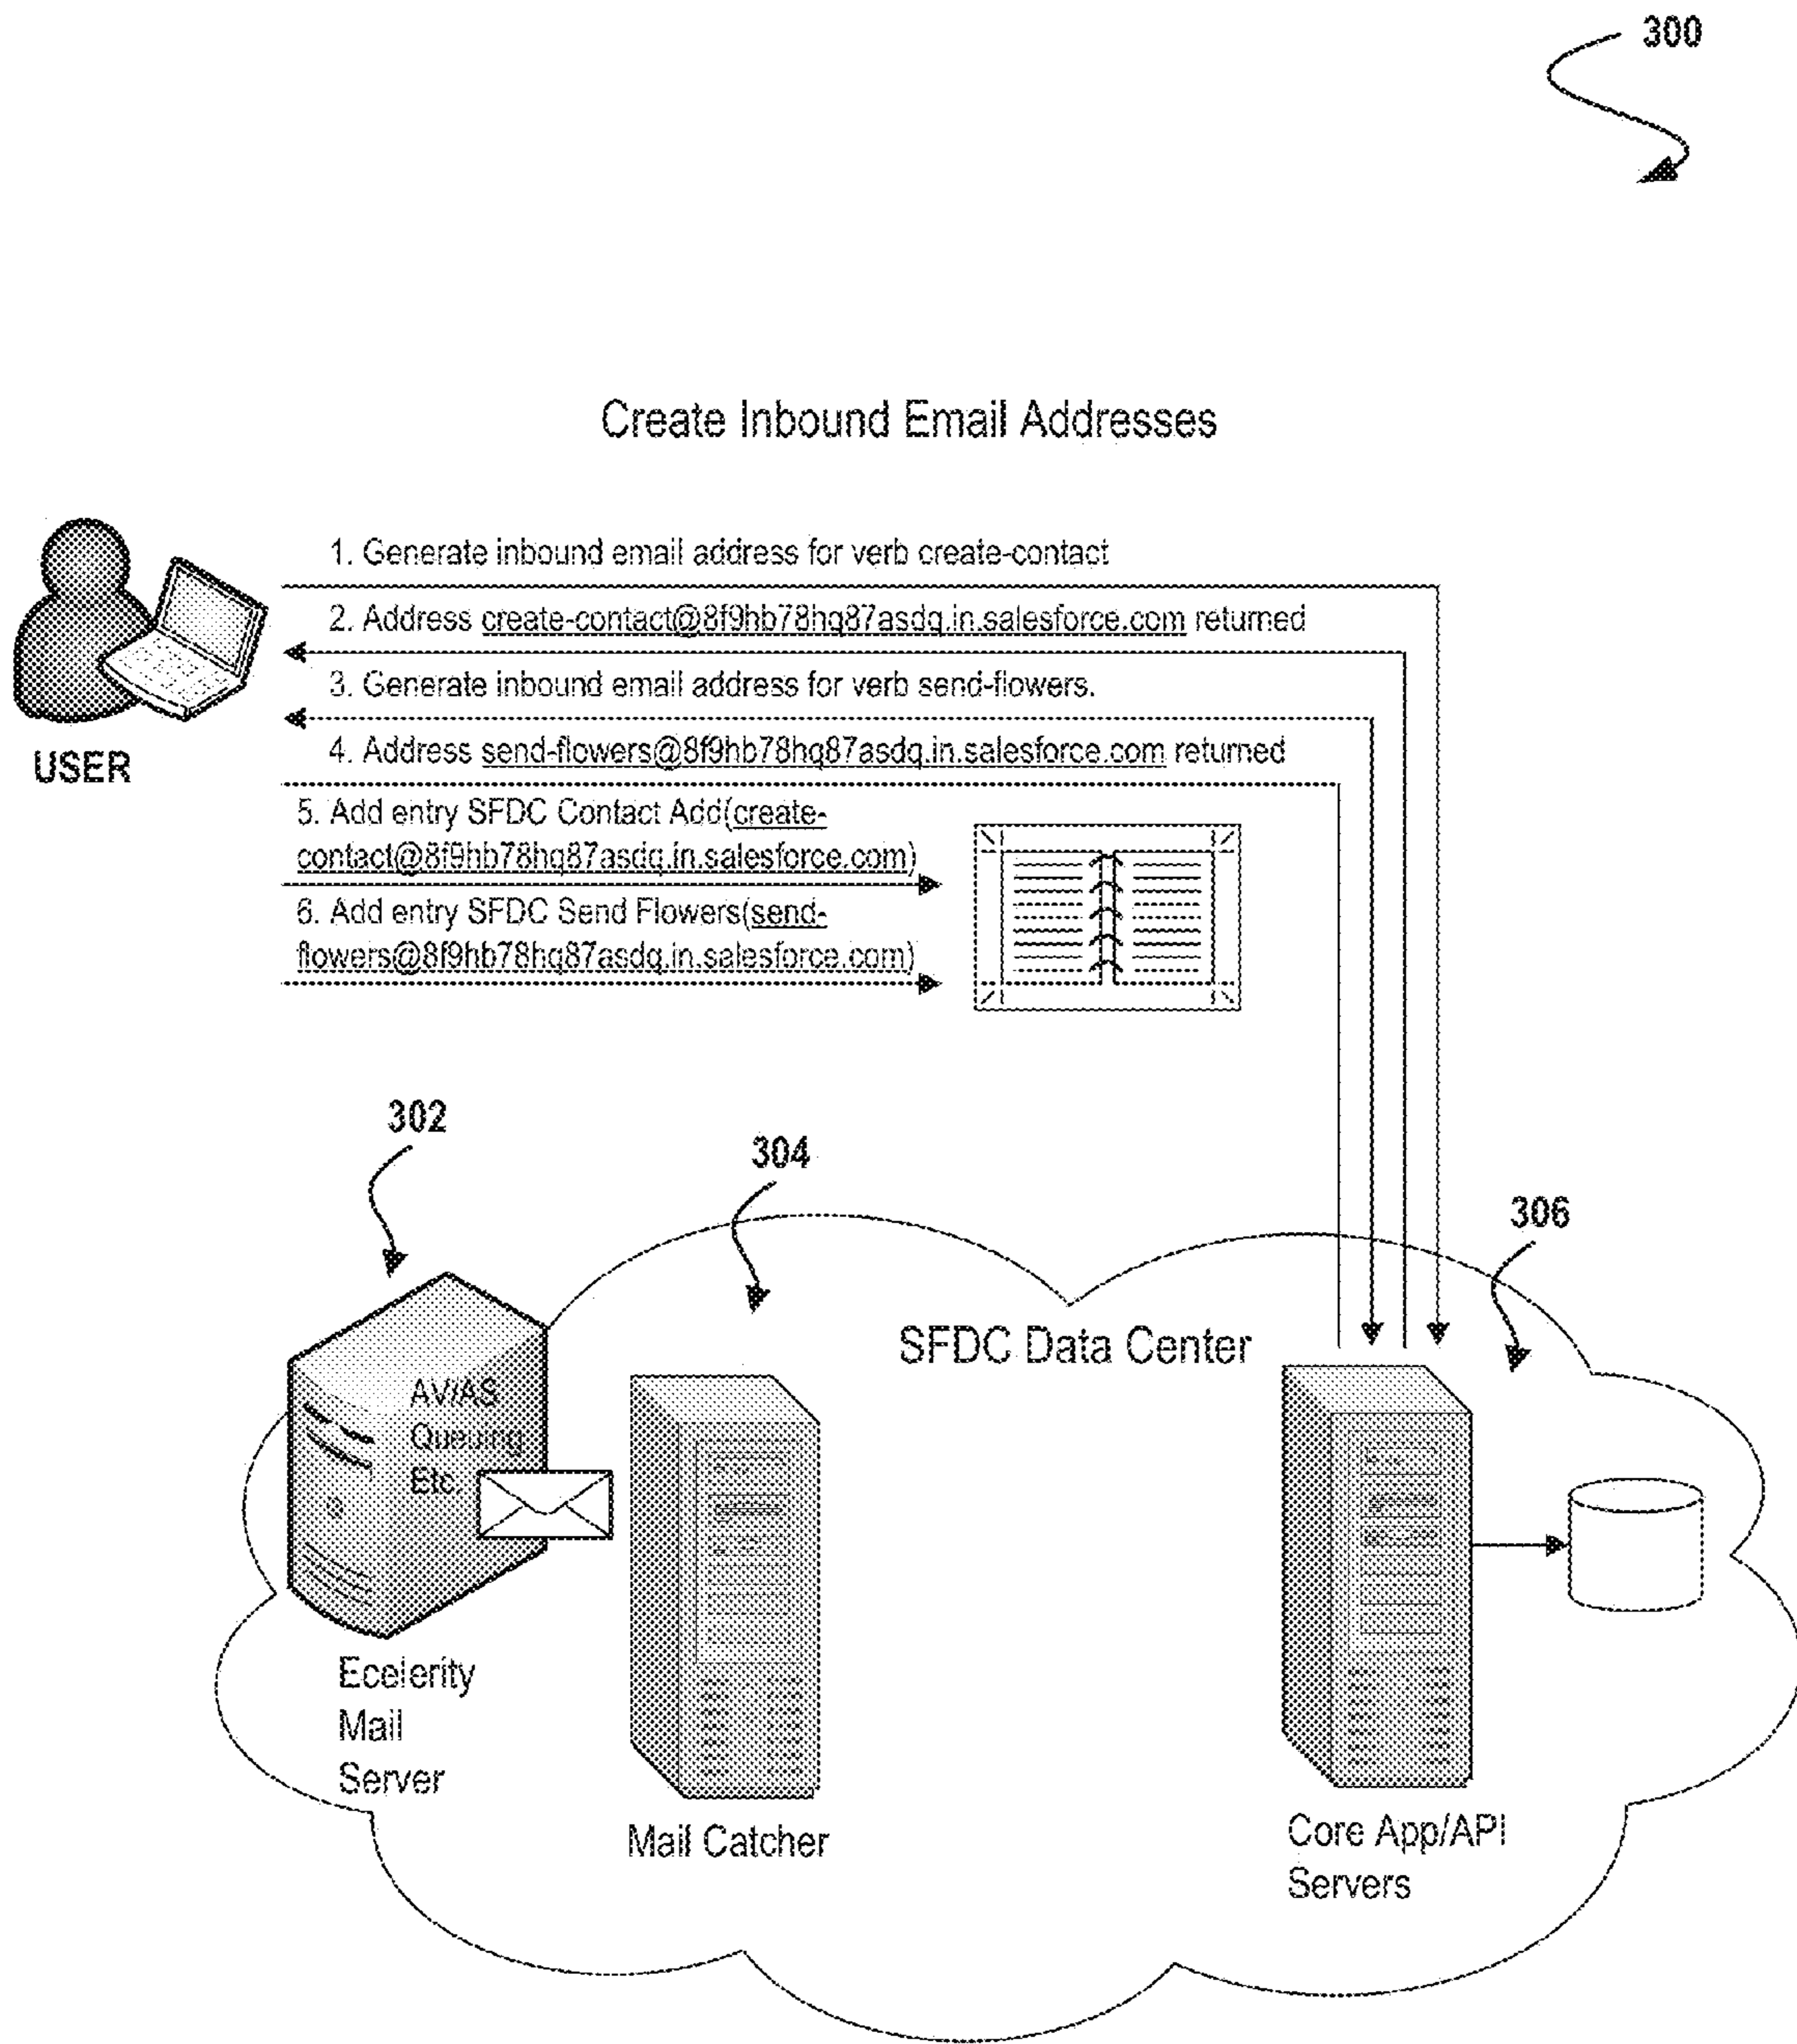 300
Create Inbound Email Addresses
1. Generate inbound email address for verb create-contact
2. Address create-contact@8f9hb78hq87asdq.in.salesforce.com returned
3. Generate inbound email address for verb send-flowers.
4. Address send-flowers@8f9hb78hq87asdq.in.salesforce.com returned
USER
5. Add entry SFDC Contact Add(create-
contact@8f9hb78hq87asdq.in.salesforce.com)
6. Add entry SFDC Send Flowers(send-
flowers@8f9hb78hq87asdq.in.salesforce.com)
302
304
306
SFDC Data Center
AV/AS
Queuing
Etc.
Ecelerity
Mail
Server
Mail Catcher
Core App/API
Servers